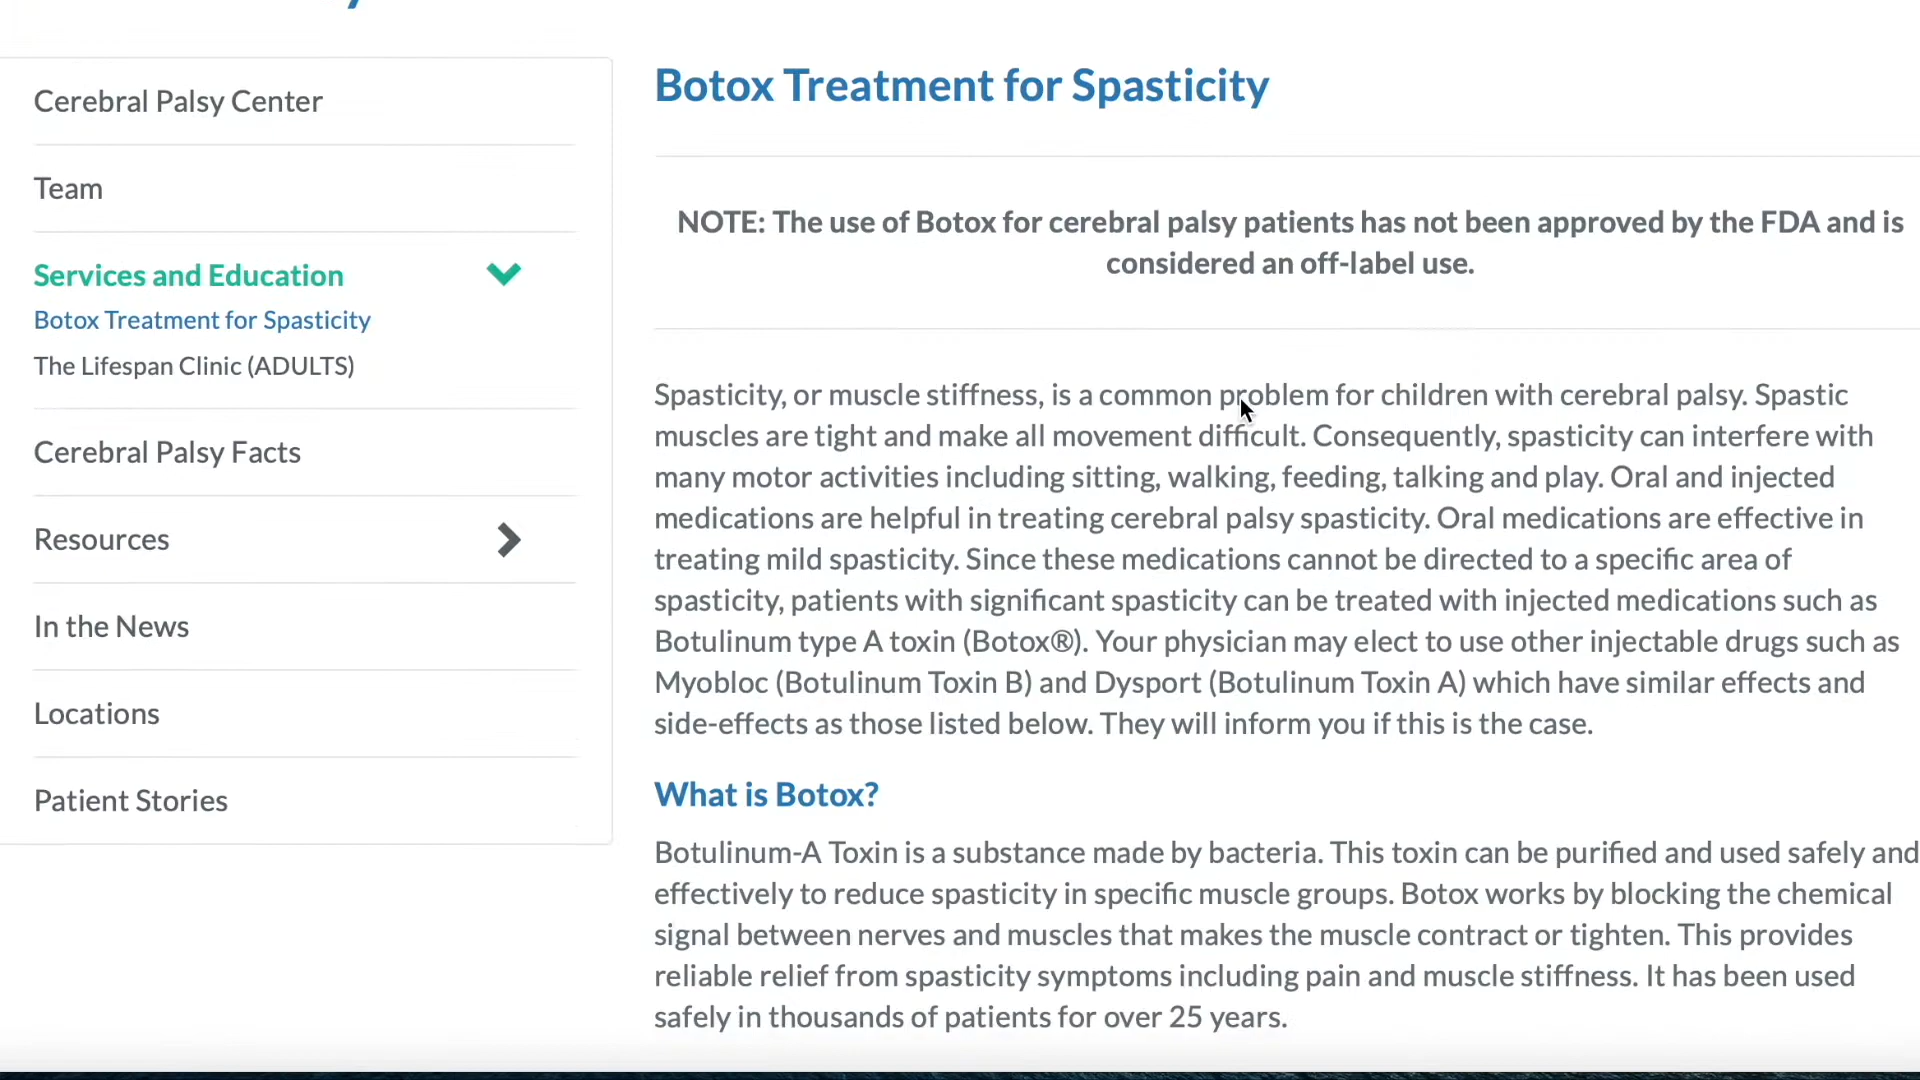 Cerebral Palsy Center
Team
Services and Education
Botox Treatment for Spasticity
The Lifespan Clinic (ADULTS)
Cerebral Palsy Facts
Resources
In the News
Locations
Patient Stories
Botox Treatment for Spasticity
NOTE: The use of Botox for cerebral palsy patients has not been approved by the FDA and is
considered an off-label use.
Spasticity, or muscle stiffness, is a common problem for children with cerebral palsy. Spastic
muscles are tight and make all movement difficult. Consequently, spasticity can interfere with
many motor activities including sitting, walking, feeding, talking and play. Oral and injected
medications are helpful in treating cerebral palsy spasticity. Oral medications are effective in
treating mild spasticity. Since these medications cannot be directed to a specific area of
spasticity, patients with significant spasticity can be treated with injected medications such as
Botulinum type A toxin (Botox®). Your physician may elect to use other injectable drugs such as
Myobloc (Botulinum Toxin B) and Dysport (Botulinum Toxin A) which have similar effects and
side-effects as those listed below. They will inform you if this is the case.
What is Botox?
Botulinum-A Toxin is a substance made by bacteria. This toxin can be purified and used safely and
effectively to reduce spasticity in specific muscle groups. Botox works by blocking the chemical
signal between nerves and muscles that makes the muscle contract or tighten. This provides
reliable relief from spasticity symptoms including pain and muscle stiffness. It has been used
safely in thousands of patients for over 25 years.